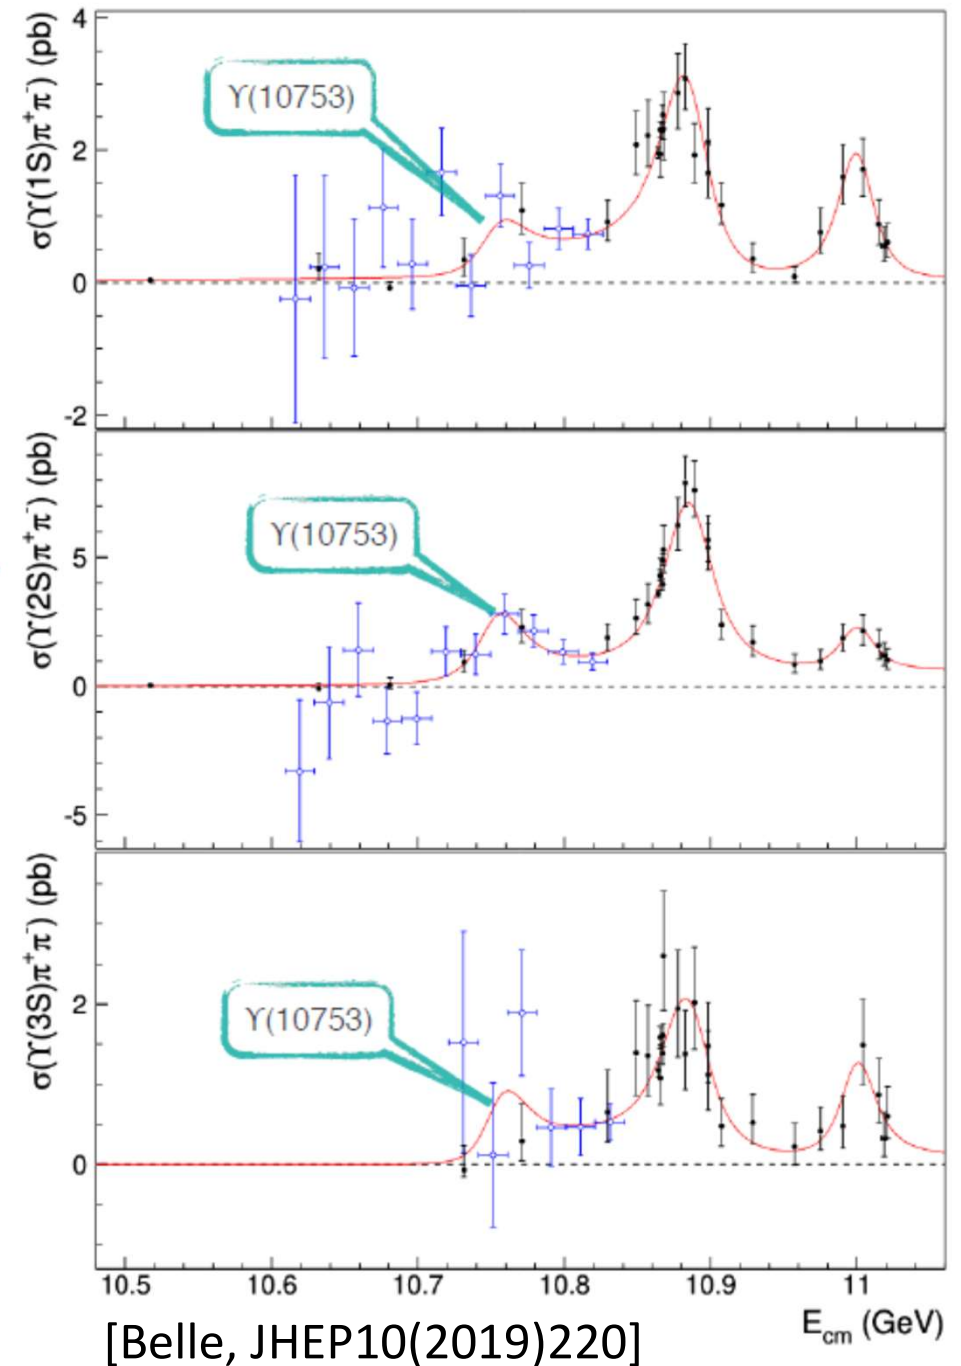 σ(ϒ(1S)π⁺π⁻) (pb)
4
2
0
-2
ϒ(10753)
σ(ϒ(2S)π⁺π⁻) (pb)
5
0
-5
ϒ(10753)
σ(ϒ(3S)π⁺π⁻) (pb)
2
0
ϒ(10753)
10.5 10.6 10.7 10.8 10.9 11
E_cm (GeV)
[Belle, JHEP10(2019)220]